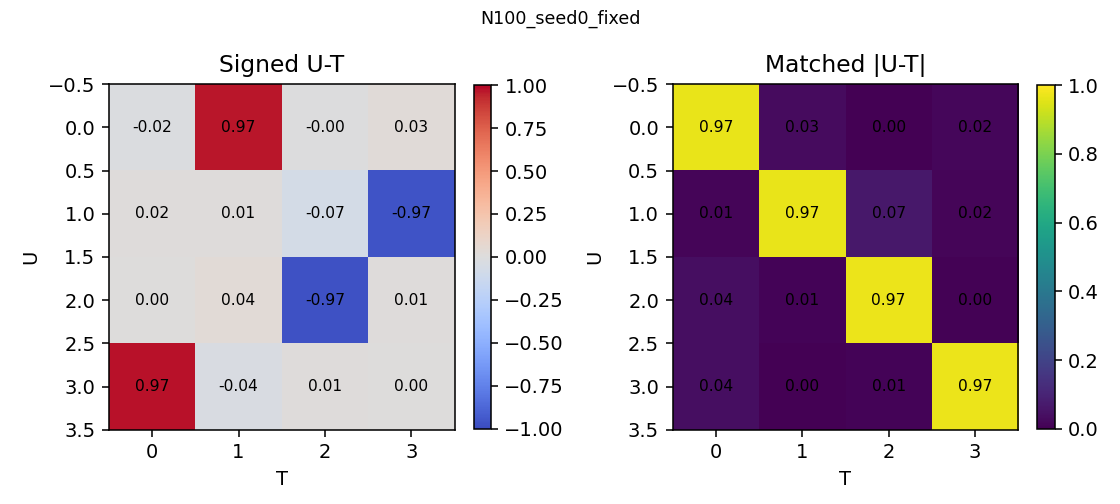 N100_seed0_fixed
Signed U-T
−0.5
0.0
0.5
1.0
1.5
2.0
2.5
3.0
3.5
U
-0.02 0.97 -0.00 0.03
0.02 0.01 -0.07 -0.97
0.00 0.04 -0.97 0.01
0.97 -0.04 0.01 0.00
0 1 2 3
T
1.00
0.75
0.50
0.25
0.00
−0.25
−0.50
−0.75
−1.00
Matched |U-T|
−0.5
0.0
0.5
1.0
1.5
2.0
2.5
3.0
3.5
U
0.97 0.03 0.00 0.02
0.01 0.97 0.07 0.02
0.04 0.01 0.97 0.00
0.04 0.00 0.01 0.97
0 1 2 3
T
1.0
0.8
0.6
0.4
0.2
0.0